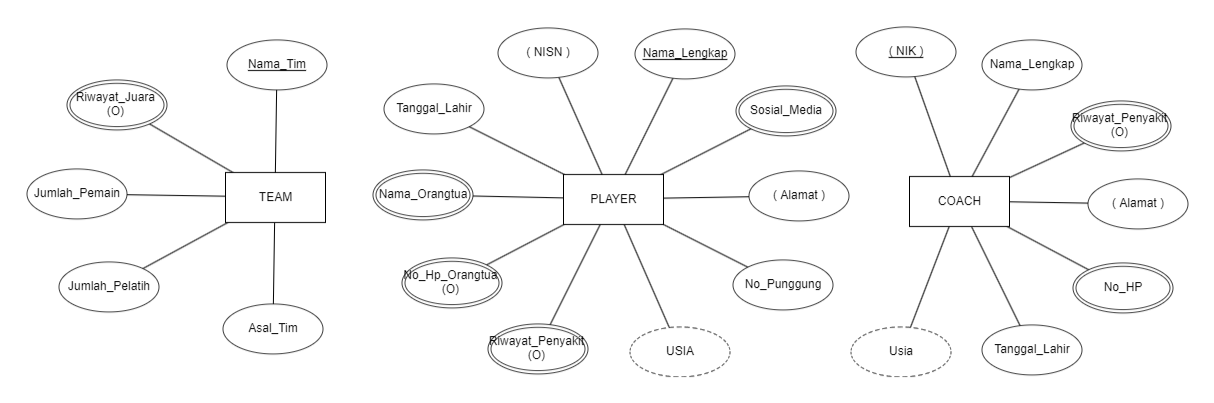 Nama_Tim
Riwayat_Juara
(O)
Jumlah_Pemain
TEAM
Jumlah_Pelatih
Asal_Tim
( NISN )
Nama_Lengkap
Tanggal_Lahir
Sosial_Media
Nama_Orangtua
PLAYER
( Alamat )
No_Hp_Orangtua
(O)
No_Punggung
Riwayat_Penyakit
(O)
USIA
( NIK )
Nama_Lengkap
Riwayat_Penyakit
(O)
COACH
( Alamat )
No_HP
Usia
Tanggal_Lahir